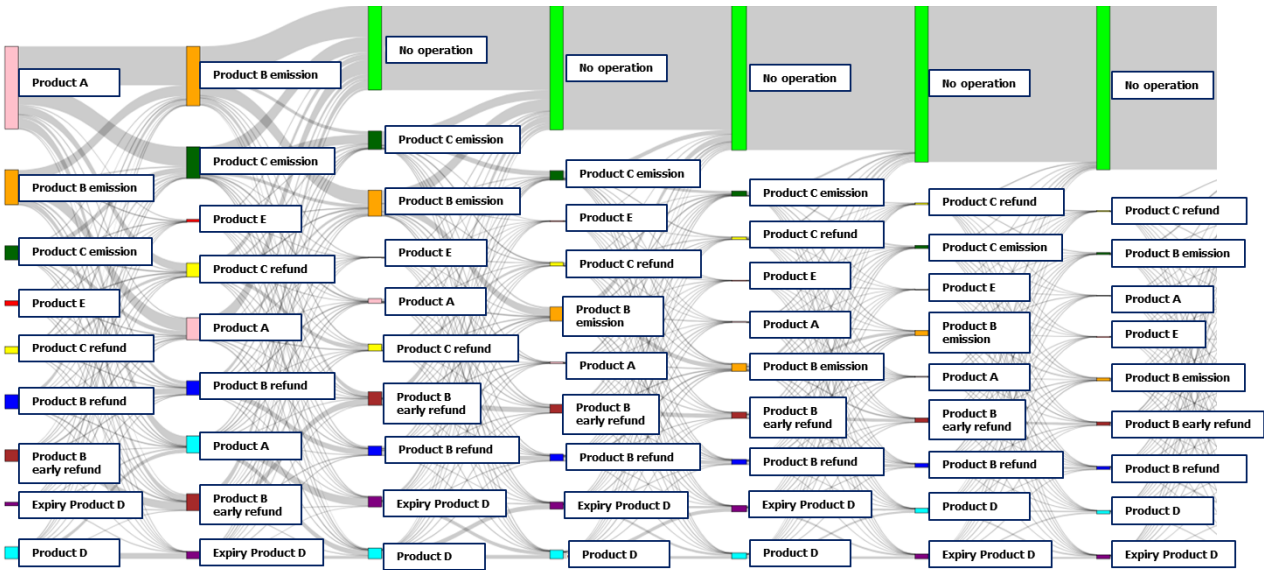 Product A
Product B emission
Product C emission
Product E
Product C refund
Product B refund
Product B
early refund
Expiry Product D
Product D
Product B emission
Product C emission
Product E
Product C refund
Product A
Product B refund
Product A
Product B
early refund
Expiry Product D
No operation
Product C emission
Product B emission
Product E
Product A
Product C refund
Product B
early refund
Product B refund
Expiry Product D
Product D
No operation
Product C emission
Product E
Product C refund
Product B
emission
Product A
Product B
early refund
Product B refund
Expiry Product D
Product D
No operation
Product C emission
Product C refund
Product E
Product A
Product B emission
Product B
early refund
Product B refund
Expiry Product D
Product D
No operation
Product C refund
Product C emission
Product E
Product B
emission
Product A
Product B
early refund
Product B refund
Product D
Expiry Product D
No operation
Product C refund
Product B emission
Product A
Product E
Product B emission
Product B early refund
Product B refund
Product D
Expiry Product D